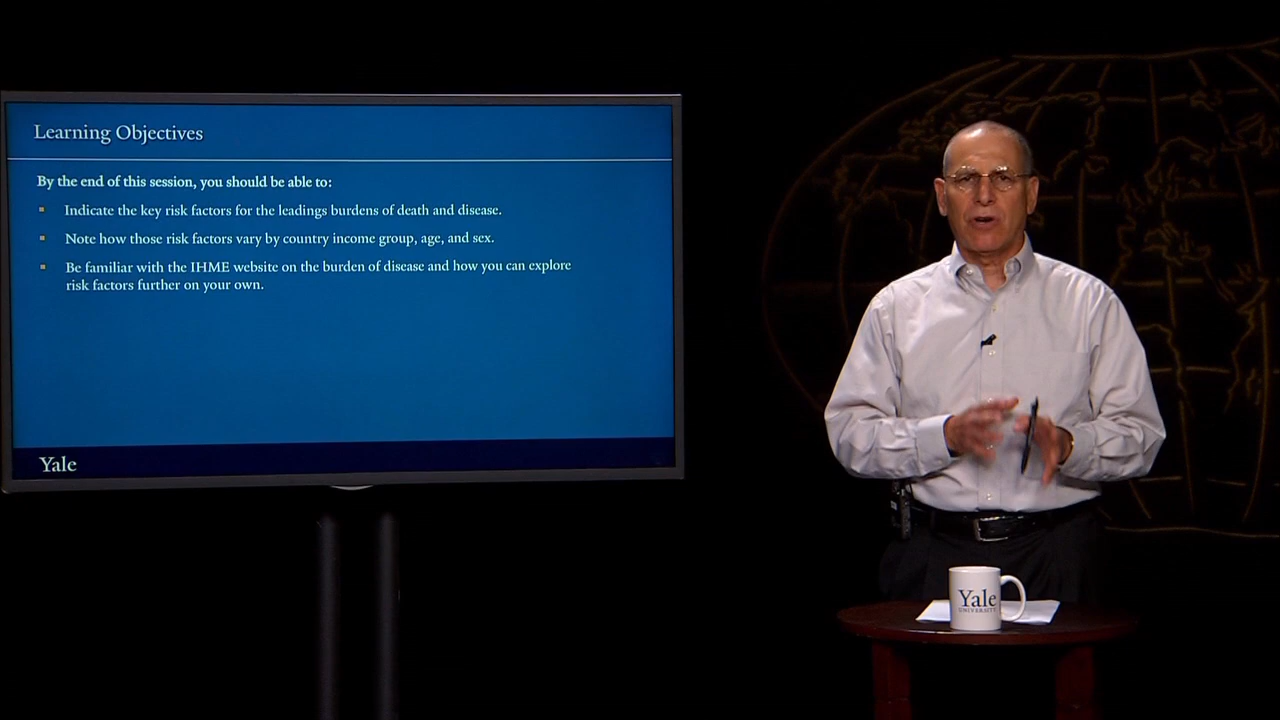 Learning Objectives
By the end of this session, you should be able to:
Indicate the key risk factors for the leadings burdens of death and disease.
Note how those risk factors vary by country income group, age, and sex.
Be familiar with the IHME website on the burden of disease and how you can explore
risk factors further on your own.
Yale
Yale
UNIVERSITY